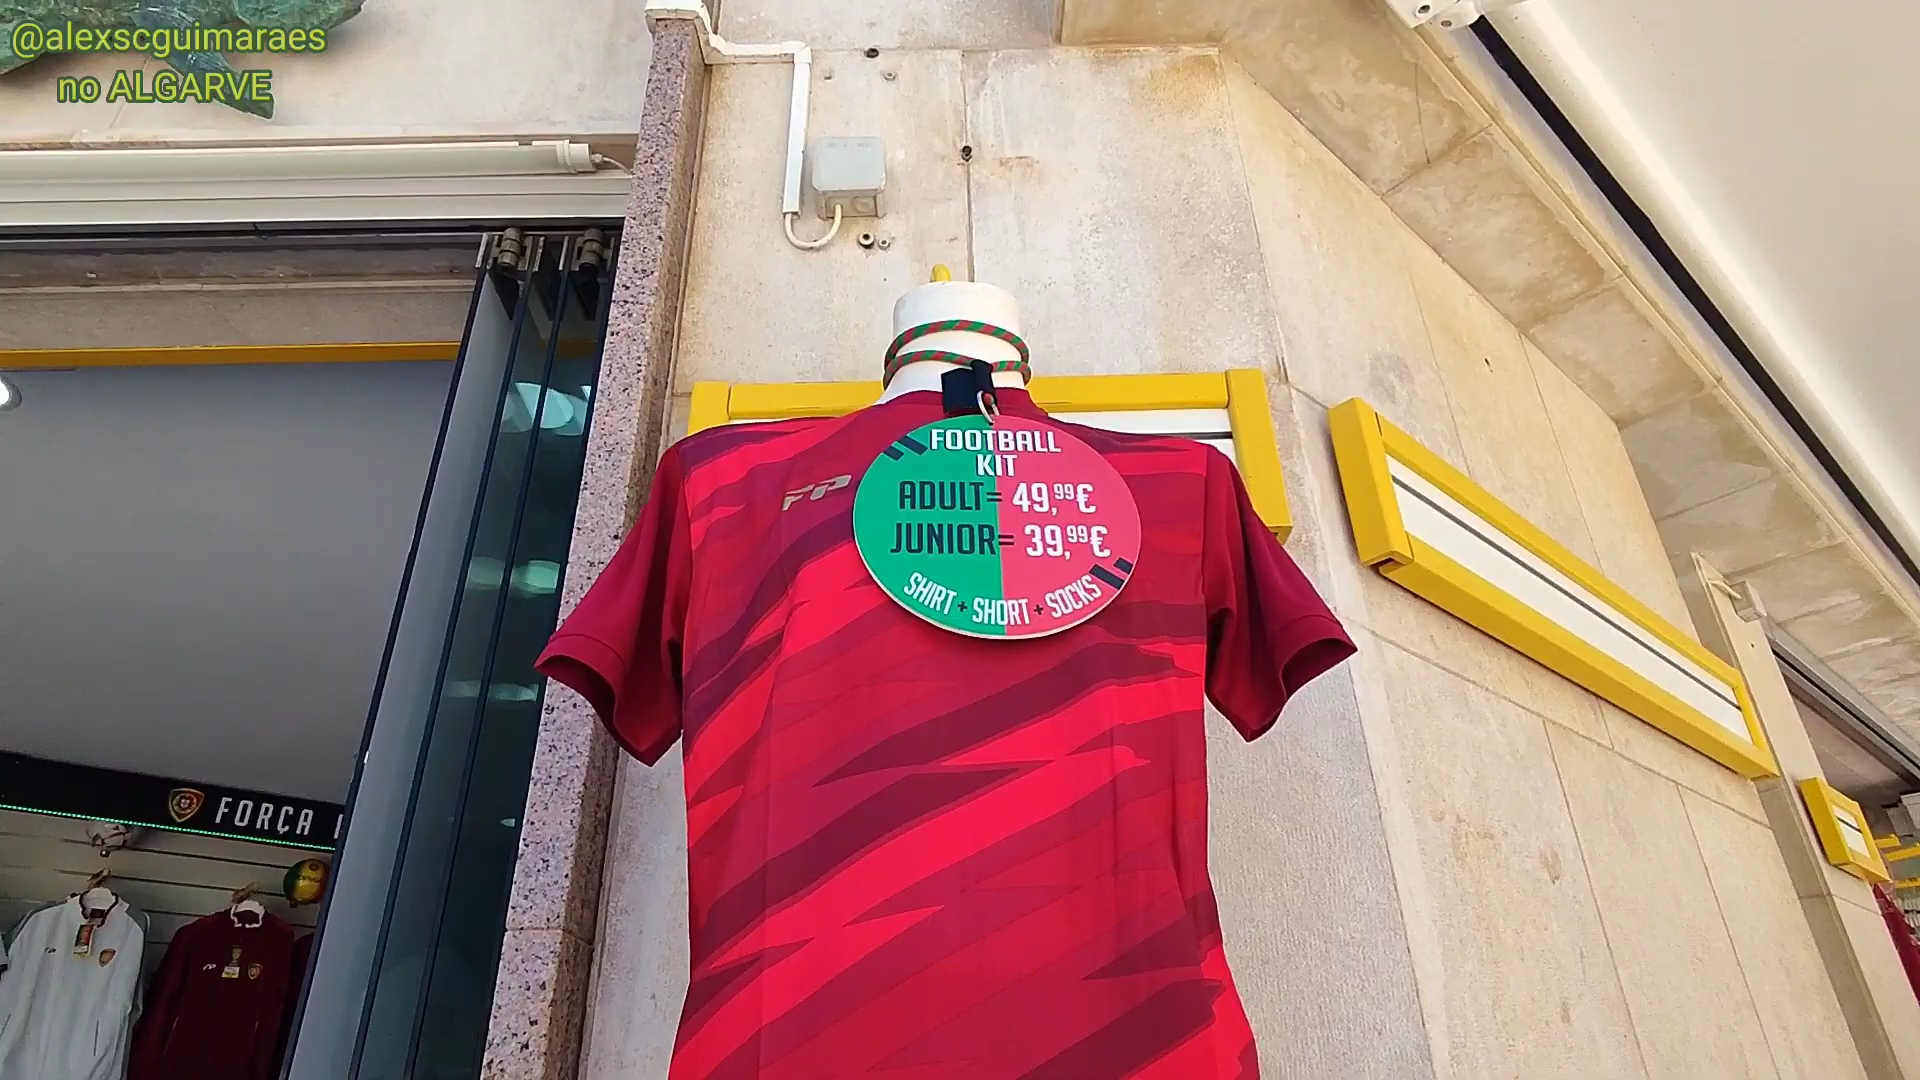 @alexscguimaraes
no ALGARVE
FOOTBALL
KIT
ADULT= 49,99€
JUNIOR= 39,99€
SHIRT + SHORT + SOCKS
FP
FORÇA